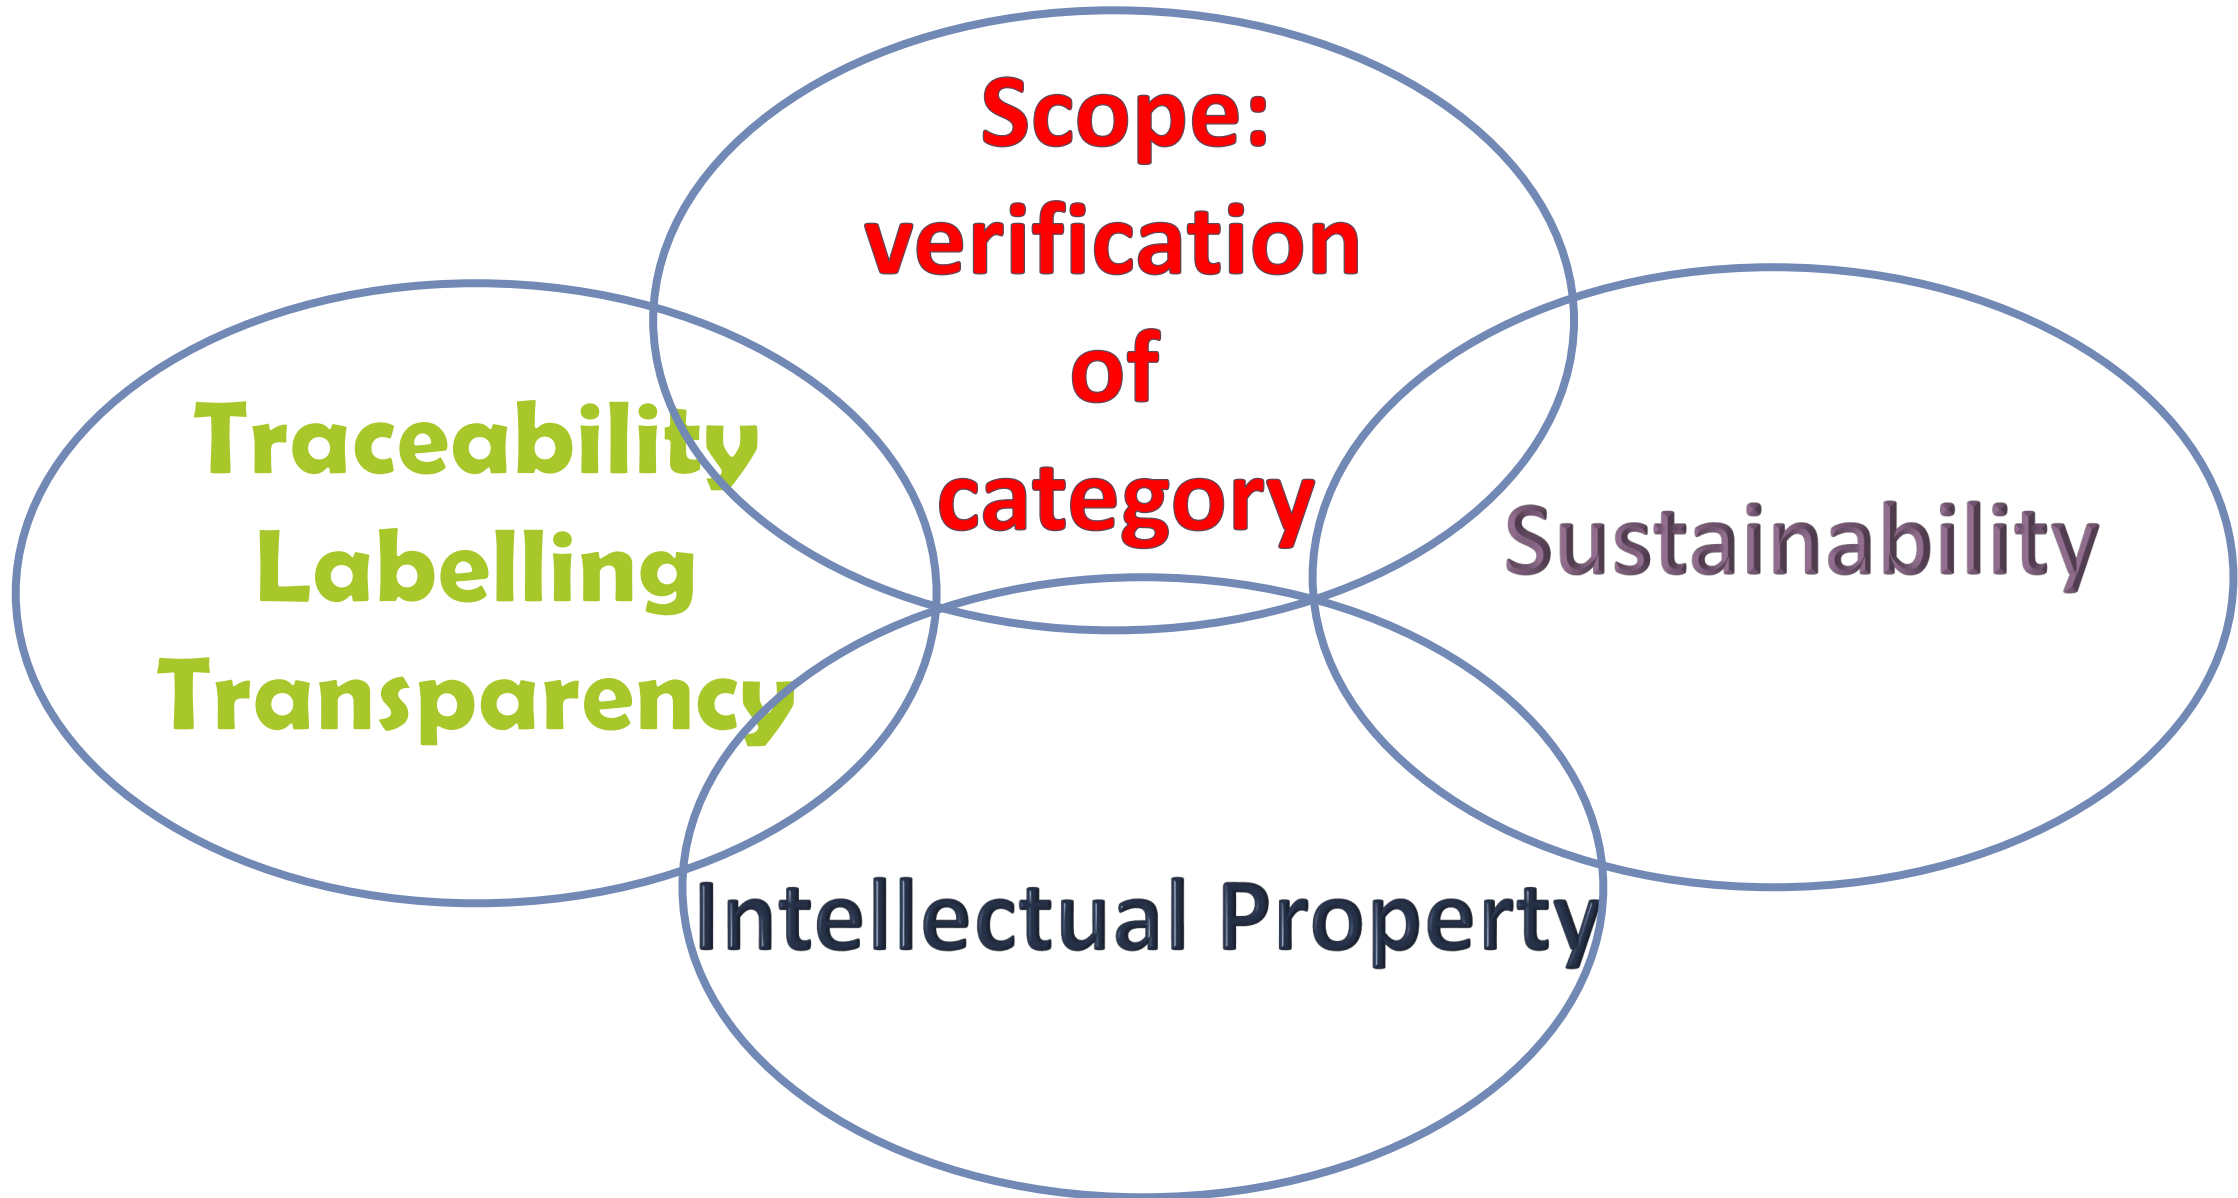 Scope:
verification
of
category
Traceability
Labelling
Transparency
Sustainability
Intellectual Property